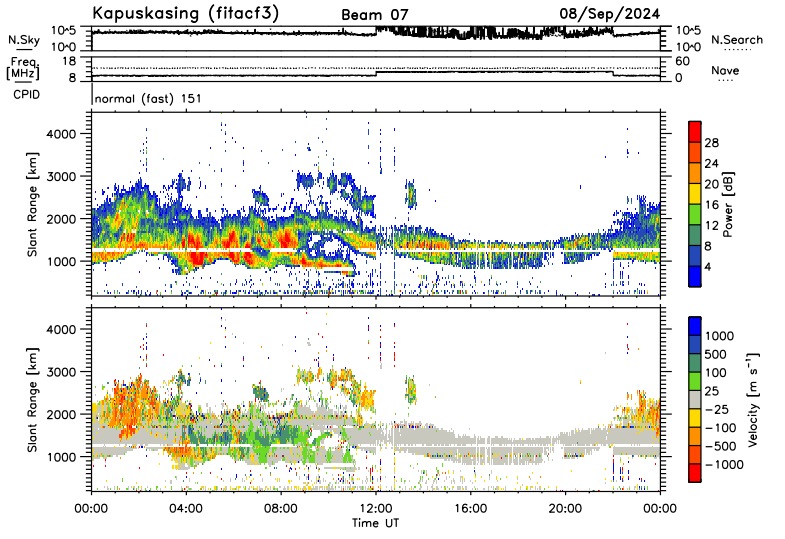 Kapuskasing (fitacf3) Beam 07 08/Sep/2024
N.Sky 10^5 10^0 10^5 10^0 N.Search
Freq. [MHz] 18 8 60 0 Nave
CPID normal (fast) 151
4000
3000
2000
1000
Slant Range [km]
28
24
20
16
12
8
4
Power [dB]
4000
3000
2000
1000
Slant Range [km]
1000
500
100
25
−25
−100
−500
−1000
Velocity [m s⁻¹]
00:00 04:00 08:00 12:00 16:00 20:00 00:00
Time UT